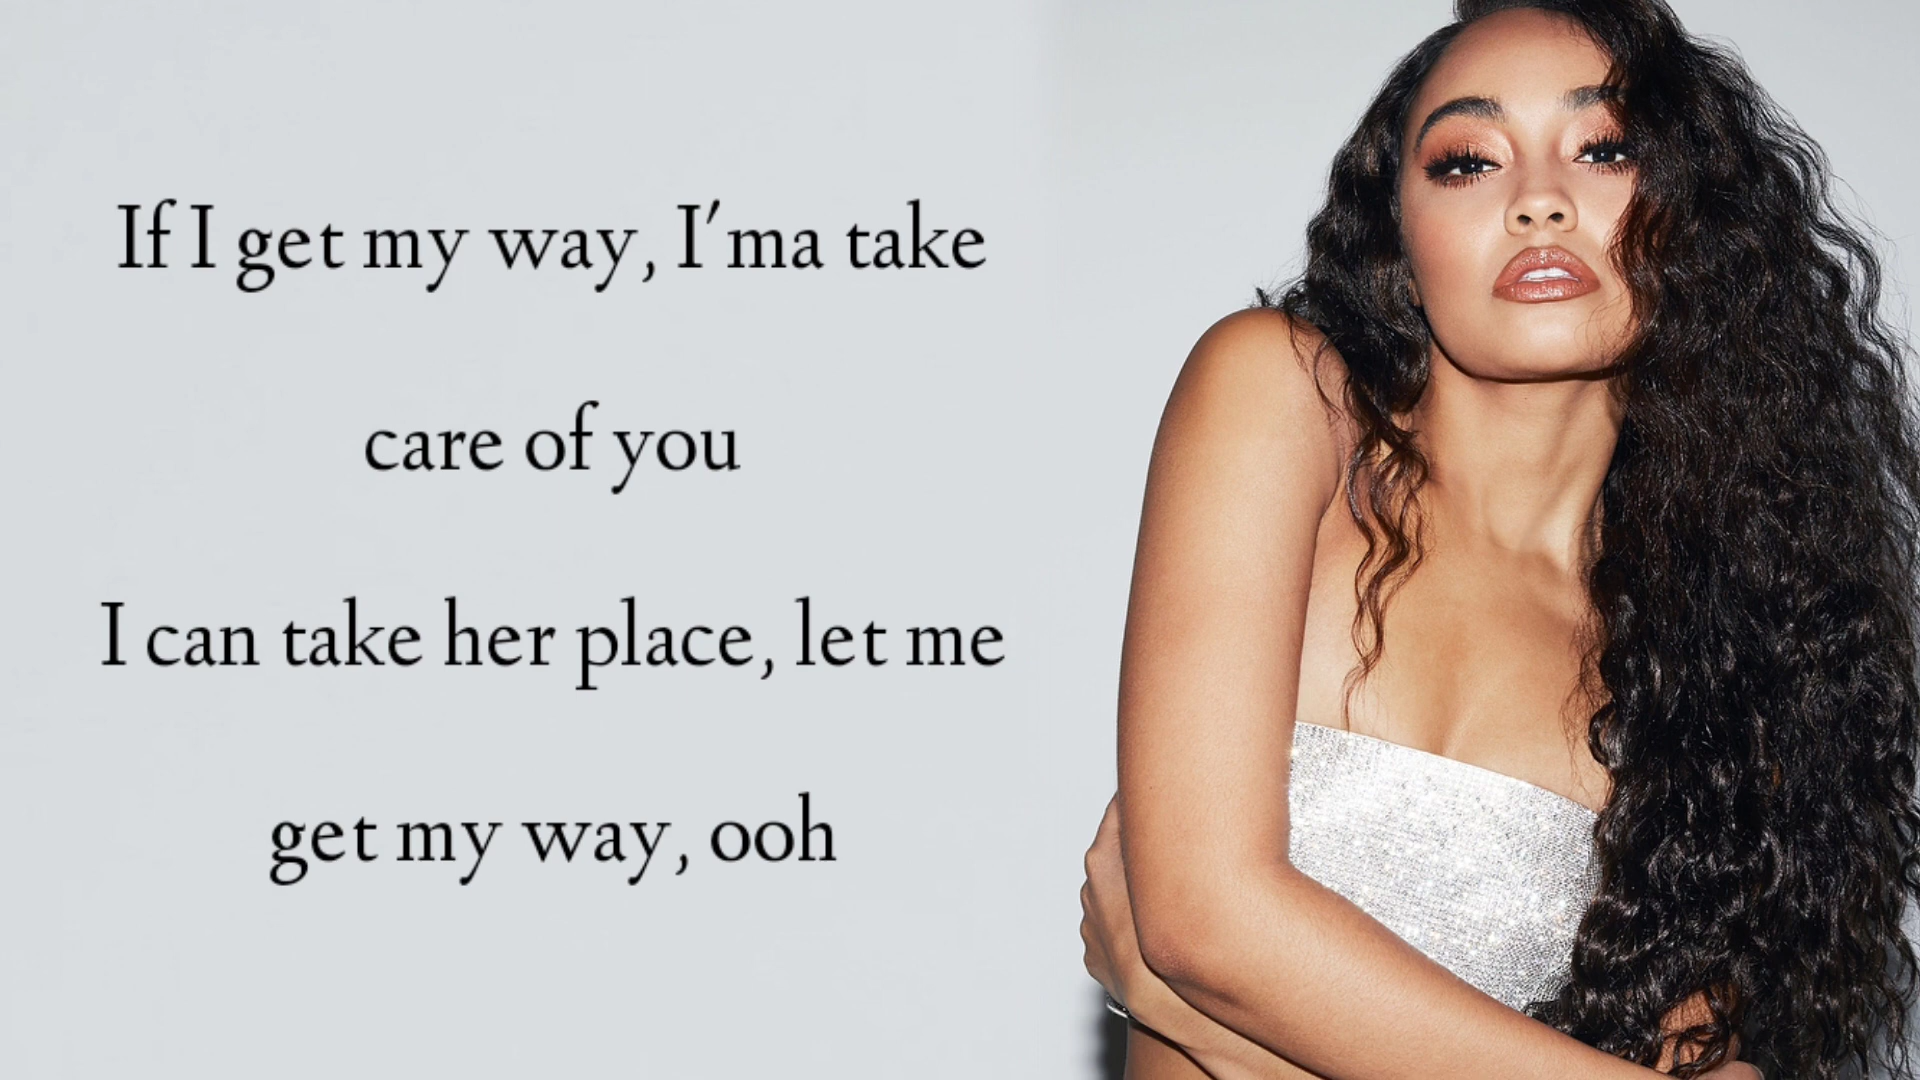 If I get my way, I'ma take
care of you
I can take her place, let me
get my way, ooh